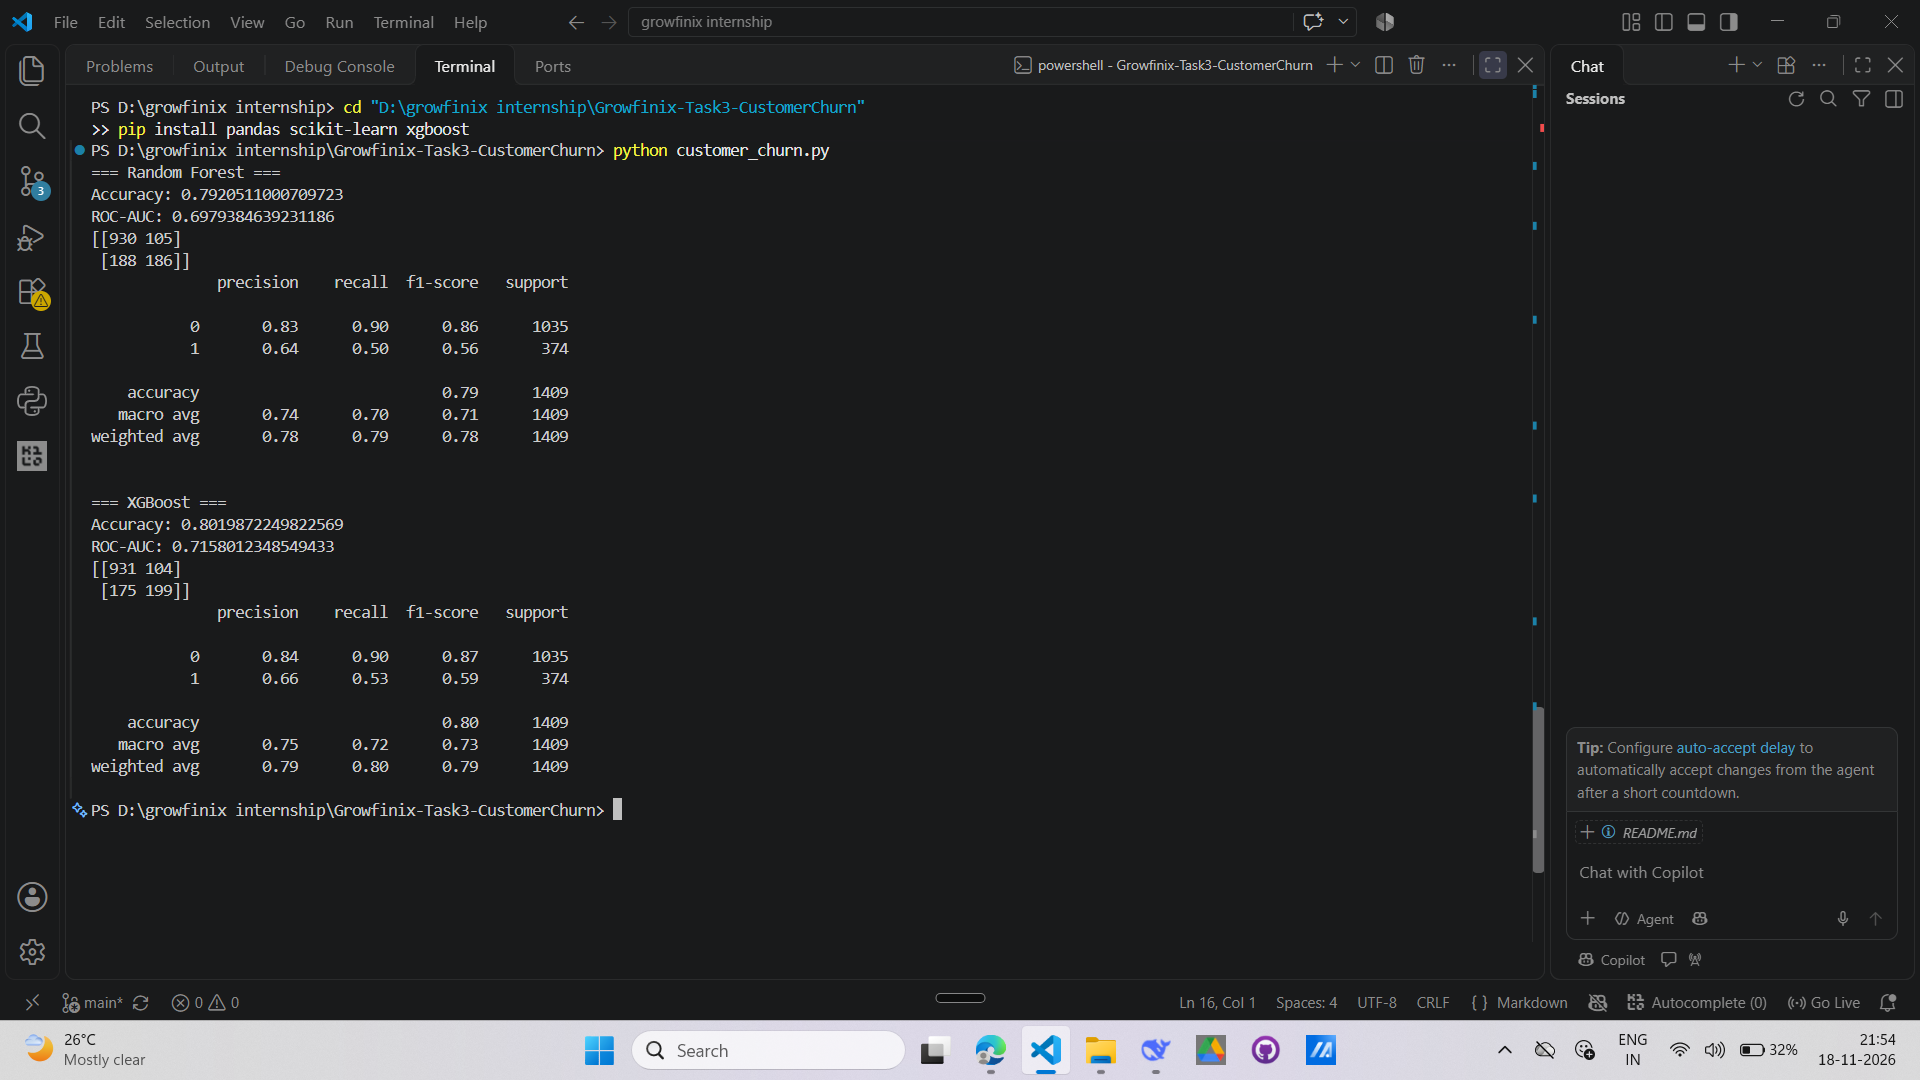 File Edit Selection View Go Run Terminal Help
growfinix internship
Problems Output Debug Console Terminal Ports
powershell - Growfinix-Task3-CustomerChurn
PS D:\growfinix internship> cd "D:\growfinix internship\Growfinix-Task3-CustomerChurn"
>> pip install pandas scikit-learn xgboost
PS D:\growfinix internship\Growfinix-Task3-CustomerChurn> python customer_churn.py
=== Random Forest ===
Accuracy: 0.7920511000709723
ROC-AUC: 0.6979384639231186
[[930 105]
[188 186]]
precision recall f1-score support
0 0.83 0.90 0.86 1035
1 0.64 0.50 0.56 374
accuracy 0.79 1409
macro avg 0.74 0.70 0.71 1409
weighted avg 0.78 0.79 0.78 1409
=== XGBoost ===
Accuracy: 0.8019872249822569
ROC-AUC: 0.7158012348549433
[[931 104]
[175 199]]
precision recall f1-score support
0 0.84 0.90 0.87 1035
1 0.66 0.53 0.59 374
accuracy 0.80 1409
macro avg 0.75 0.72 0.73 1409
weighted avg 0.79 0.80 0.79 1409
PS D:\growfinix internship\Growfinix-Task3-CustomerChurn>
3
Chat
Sessions
Tip: Configure auto-accept delay to
automatically accept changes from the agent
after a short countdown.
README.md
Chat with Copilot
Agent
Copilot
main* 0 0
Ln 16, Col 1 Spaces: 4 UTF-8 CRLF { } Markdown Autocomplete (0) Go Live
26°C
Mostly clear
Search
ENG
IN
32%
21:54
18-11-2026